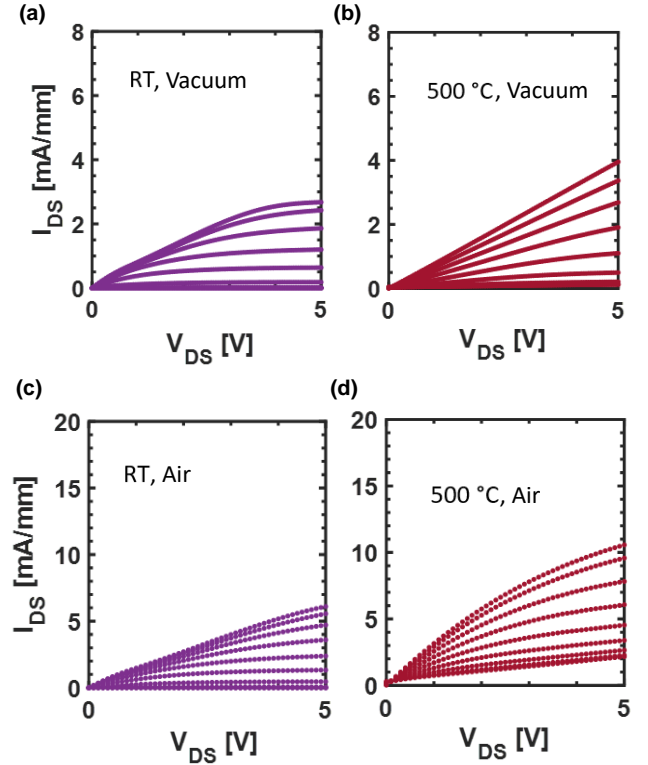 (a)
8
6
4
2
0
RT, Vacuum
I_DS [mA/mm]
0
5
V_DS [V]
(b)
8
6
4
2
0
500 °C, Vacuum
0
5
V_DS [V]
(c)
20
15
10
5
0
RT, Air
I_DS [mA/mm]
0
5
V_DS [V]
(d)
20
15
10
5
0
500 °C, Air
0
5
V_DS [V]